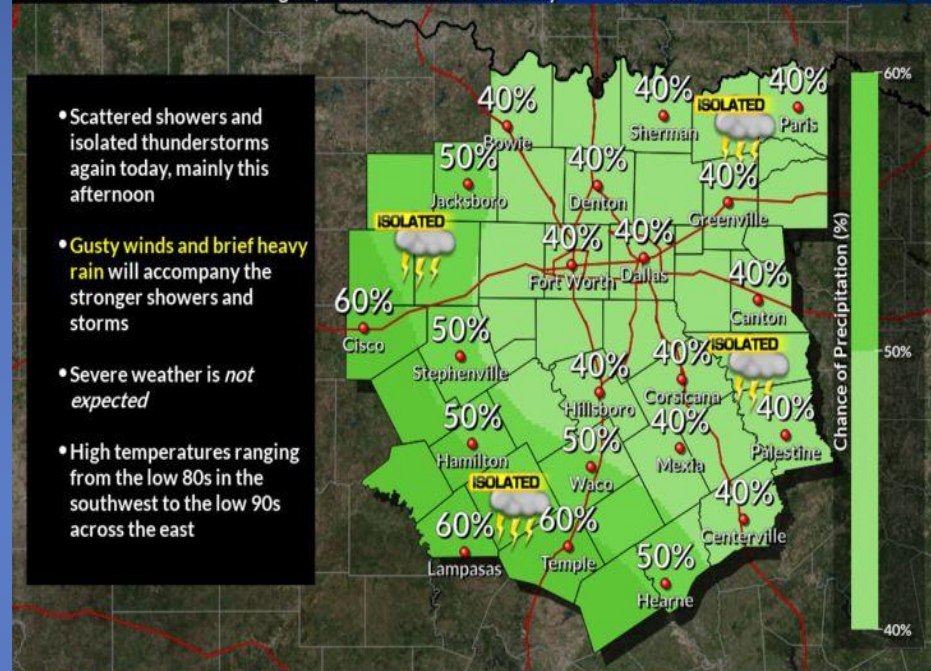 • Scattered showers and
isolated thunderstorms
again today, mainly this
afternoon
• Gusty winds and brief heavy
rain will accompany the
stronger showers and
storms
• Severe weather is not
expected
• High temperatures ranging
from the low 80s in the
southwest to the low 90s
across the east
40%
Bowie
40%
Sherman
ISOLATED
40%
Paris
50%
Jacksboro
40%
Denton
40%
Greenville
ISOLATED
40%
Fort Worth
40%
Dallas
40%
Canton
60%
Cisco
50%
Stephenville
40%
Hillsboro
40%
Corsicana
ISOLATED
40%
Palestine
50%
Hamilton
50%
Waco
40%
Mexia
ISOLATED
60%
Lampasas
60%
Temple
40%
Centerville
50%
Hearne
Chance of Precipitation (%)
60%
50%
40%